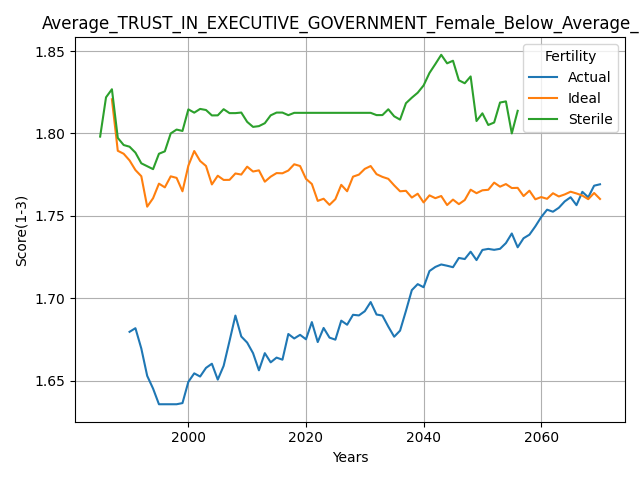 Average_TRUST_IN_EXECUTIVE_GOVERNMENT_Female_Below_Average_
Fertility
Actual
Ideal
Sterile
Score(1-3)
1.85
1.80
1.75
1.70
1.65
2000 2020 2040 2060
Years